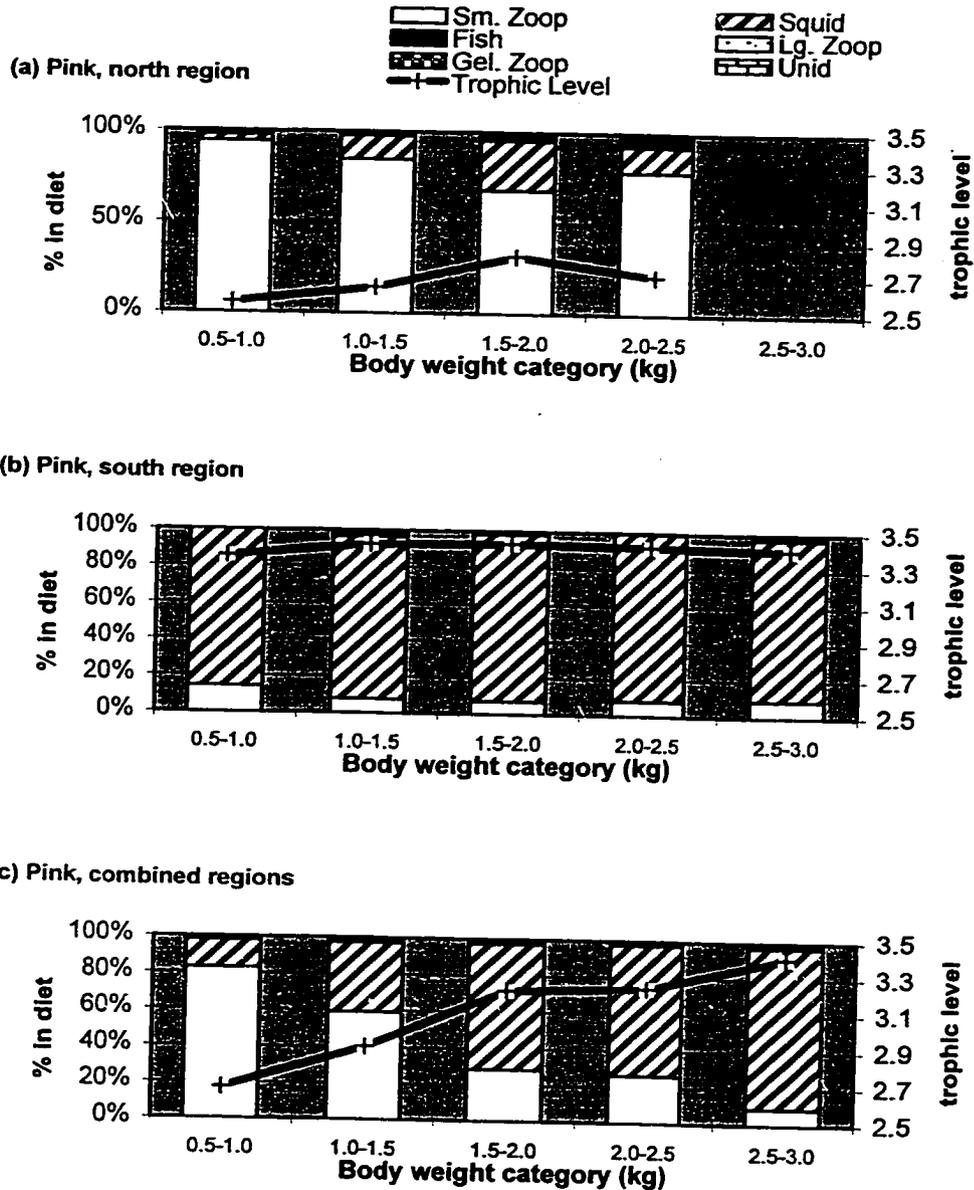 Sm. Zoop
Fish
Gel. Zoop
Trophic Level
Squid
Lg. Zoop
Unid
(a) Pink, north region
100%
50%
0%
% in diet
3.5
3.3
3.1
2.9
2.7
2.5
trophic level
0.5-1.0 1.0-1.5 1.5-2.0 2.0-2.5 2.5-3.0
Body weight category (kg)
(b) Pink, south region
100%
80%
60%
40%
20%
0%
% in diet
3.5
3.3
3.1
2.9
2.7
2.5
trophic level
0.5-1.0 1.0-1.5 1.5-2.0 2.0-2.5 2.5-3.0
Body weight category (kg)
c) Pink, combined regions
100%
80%
60%
40%
20%
0%
% in diet
3.5
3.3
3.1
2.9
2.7
2.5
trophic level
0.5-1.0 1.0-1.5 1.5-2.0 2.0-2.5 2.5-3.0
Body weight category (kg)